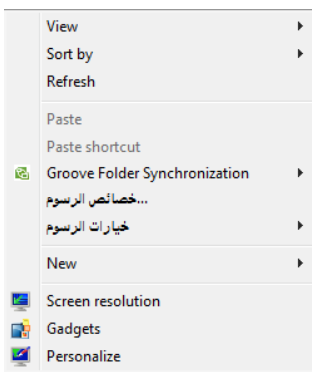 View
Sort by
Refresh
Paste
Paste shortcut
Groove Folder Synchronization
خصائص الرسوم...
خيارات الرسوم
New
Screen resolution
Gadgets
Personalize